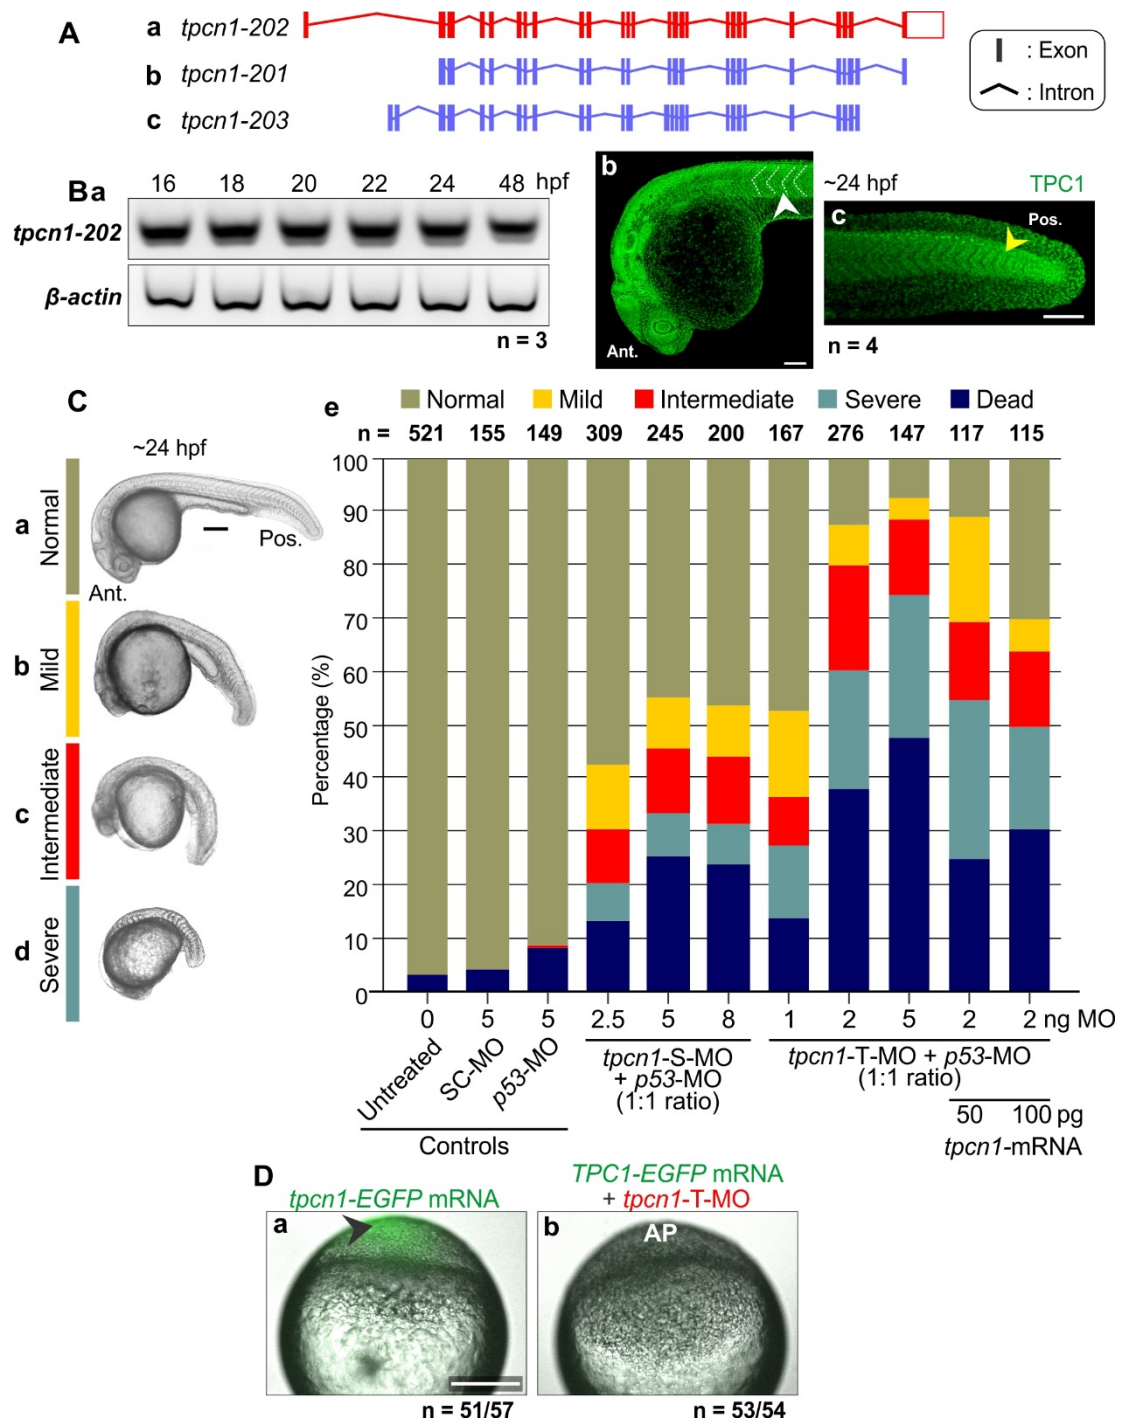 A
a tpcn1-202
b tpcn1-201
c tpcn1-203
: Exon
: Intron
B a
16 18 20 22 24 48 hpf
tpcn1-202
β-actin
n = 3
b
Ant.
~24 hpf TPC1
c
Pos.
n = 4
C
~24 hpf
a Normal
Pos.
Ant.
b Mild
c Intermediate
d Severe
e
Normal Mild Intermediate Severe Dead
n = 521 155 149 309 245 200 167 276 147 117 115
Percentage (%)
100
90
80
70
60
50
40
30
20
10
0
0 5 5 2.5 5 8 1 2 5 2 2 ng MO
Untreated
SC-MO
p53-MO
Controls
tpcn1-S-MO
+ p53-MO
(1:1 ratio)
tpcn1-T-MO + p53-MO
(1:1 ratio)
50 100 pg
tpcn1-mRNA
D
tpcn1-EGFP mRNA
a
n = 51/57
TPC1-EGFP mRNA
+ tpcn1-T-MO
b
AP
n = 53/54